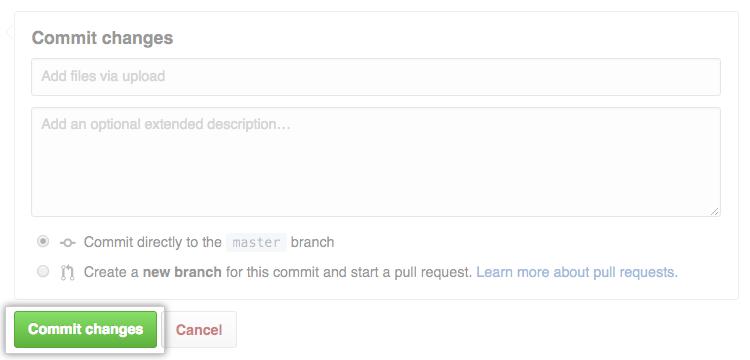 Commit changes
Add files via upload
Add an optional extended description…
Commit directly to the master branch
Create a new branch for this commit and start a pull request. Learn more about pull requests.
Commit changes Cancel